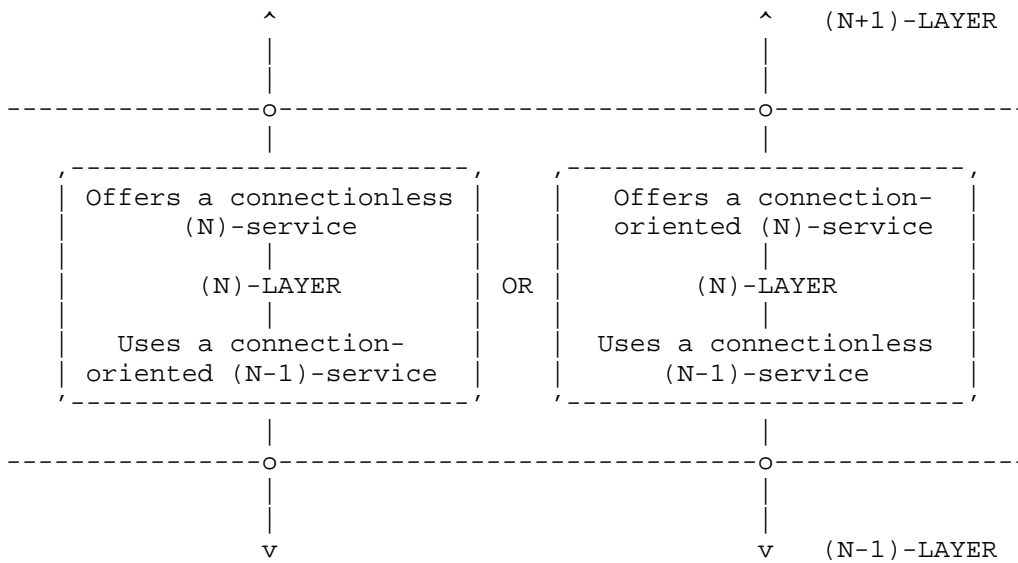 (N+1)-LAYER
Offers a connectionless
(N)-service
(N)-LAYER
Uses a connection-
oriented (N-1)-service
OR
Offers a connection-
oriented (N)-service
(N)-LAYER
Uses a connectionless
(N-1)-service
(N-1)-LAYER